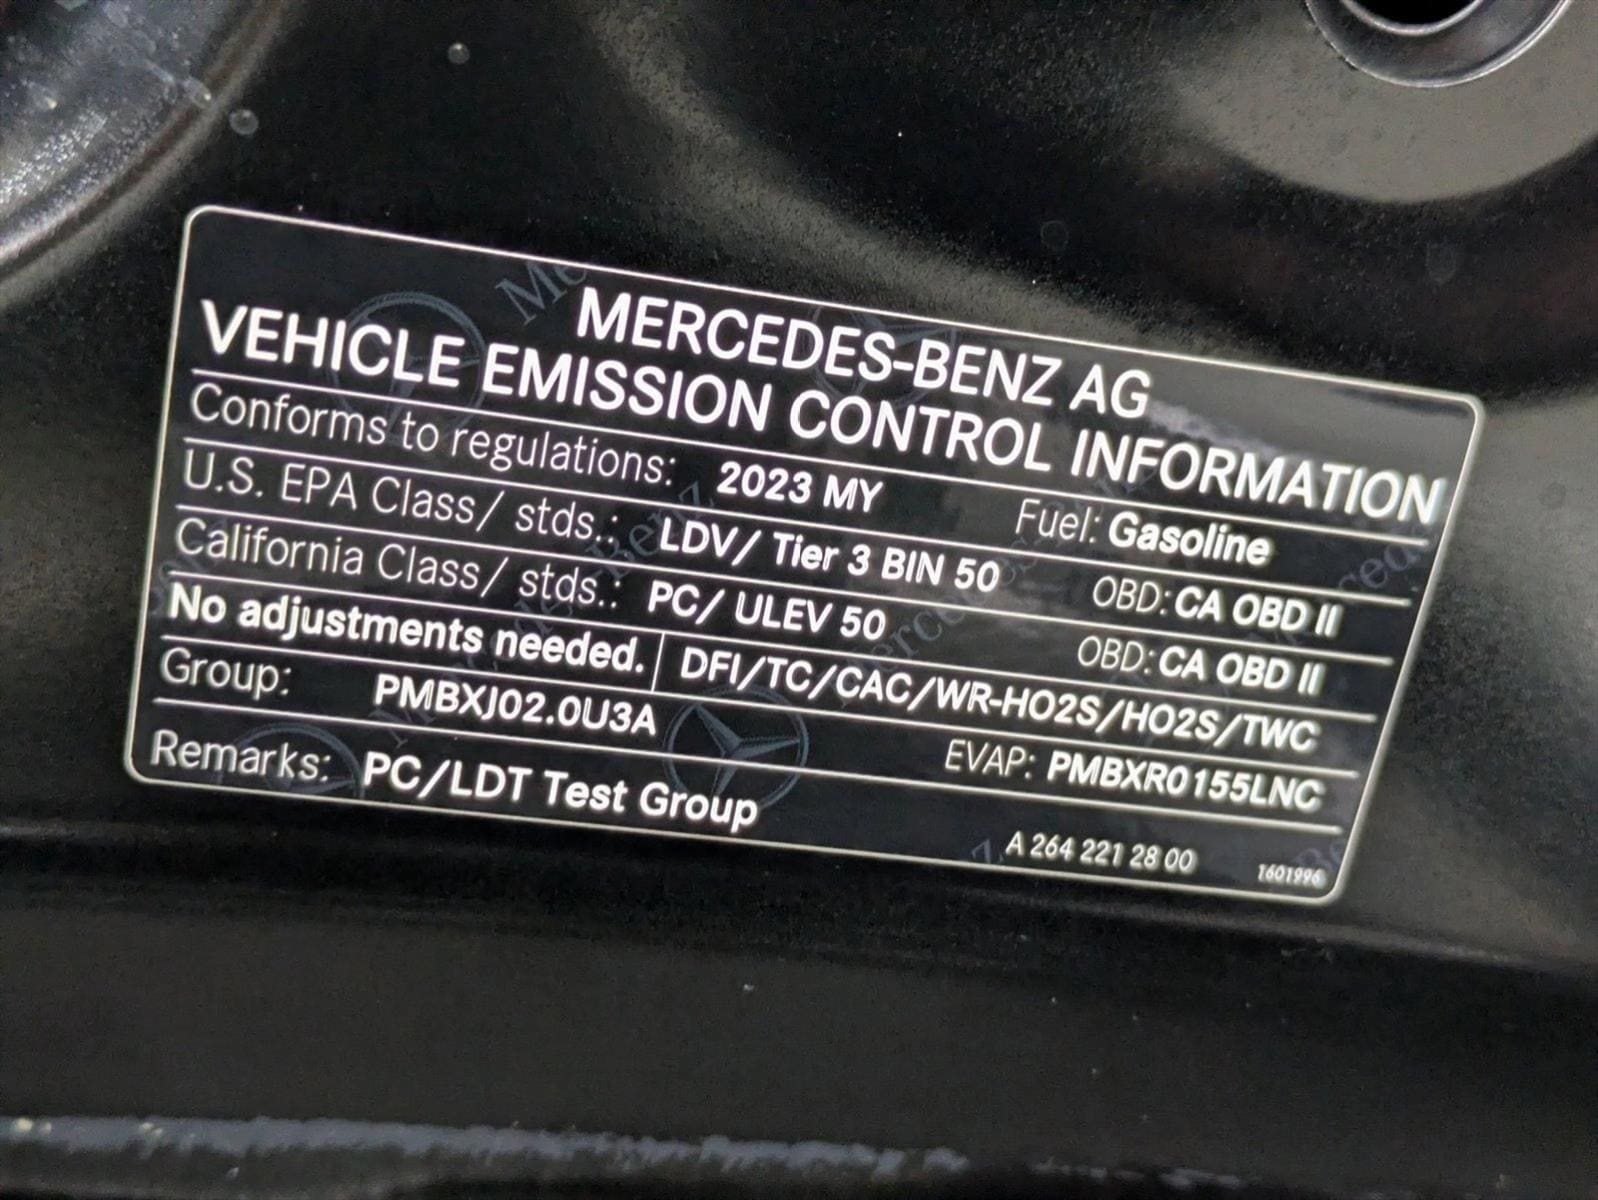 MERCEDES-BENZ AG
VEHICLE EMISSION CONTROL INFORMATION
Conforms to regulations: 2023 MY Fuel: Gasoline
U.S. EPA Class/ stds.: LDV/ Tier 3 BIN 50 OBD: CA OBD II
California Class/ stds.: PC/ ULEV 50 OBD: CA OBD II
No adjustments needed. DFI/TC/CAC/WR-HO2S/HO2S/TWC
Group: PMBXJ02.0U3A EVAP: PMBXR0155LNC
Remarks: PC/LDT Test Group
A 264 221 28 00 1601996